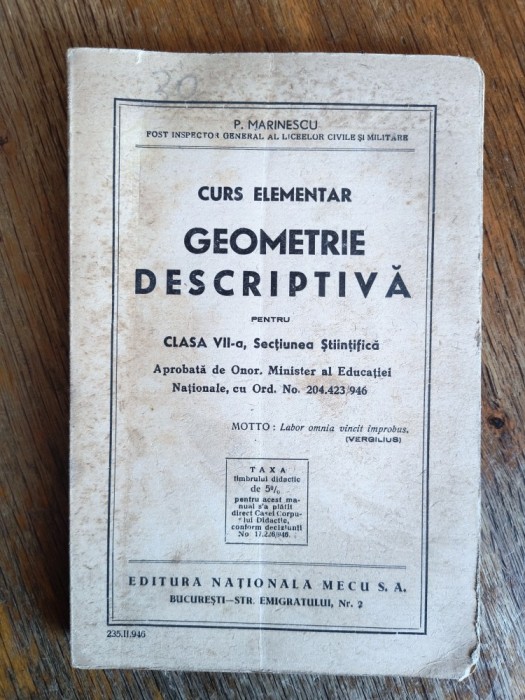 20
P. MARINESCU
FOST INSPECTOR GENERAL AL LICEELOR CIVILE ȘI MILITARE
CURS ELEMENTAR
GEOMETRIE
DESCRIPTIVĂ
PENTRU
CLASA VII-a, Secțiunea Științifică
Aprobată de Onor. Minister al Educației
Naționale, cu Ord. No. 204.423/946
MOTTO : Labor omnia vincit improbus.
(VERGILIUS)
TAXA
timbrului didactic
de 5%
pentru acest ma-
nual s'a plătit
direct Casei Corpu-
lui Didactic,
conform deciziunii
No 17.226/946.
EDITURA NAȚIONALA MECU S. A.
BUCUREȘTI—STR. EMIGRATULUI, Nr. 2
235.II.946